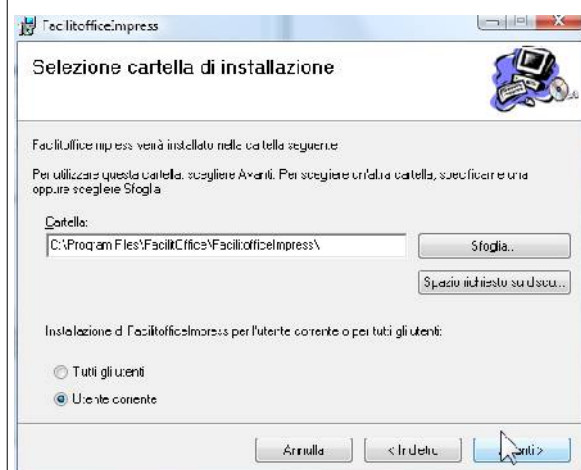 FacilitofficeImpress
Selezione cartella di installazione
FacilitofficeImpress verrà installato nella cartella seguente
Per utilizzare questa cartella, scegliere Avanti. Per scegliere un'altra cartella, specificarne una
oppure scegliere Sfoglia
Cartella:
C:\Program Files\FacilitOffice\FacilitofficeImpress\
Sfoglia...
Spazio richiesto su disco...
Installazione di FacilitofficeImpress per l'utente corrente o per tutti gli utenti:
Tutti gli utenti
Utente corrente
Annulla
< Indietro
Avanti >